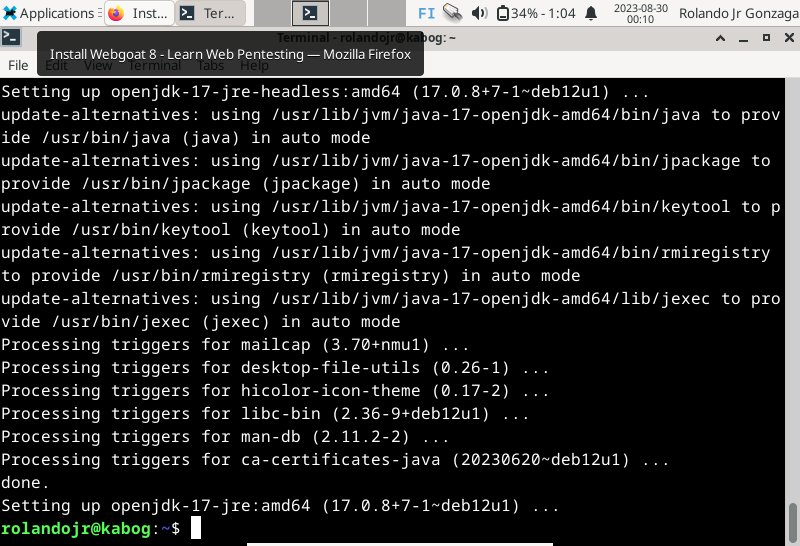 Applications
Inst...
Ter...
FI
34% - 1:04
2023-08-30
00:10
Rolando Jr Gonzaga
Terminal - rolandojr@kabog: ~
Install Webgoat 8 - Learn Web Pentesting — Mozilla Firefox
File Edit View Terminal Tabs Help
Setting up openjdk-17-jre-headless:amd64 (17.0.8+7-1~deb12u1) ...
update-alternatives: using /usr/lib/jvm/java-17-openjdk-amd64/bin/java to prov
ide /usr/bin/java (java) in auto mode
update-alternatives: using /usr/lib/jvm/java-17-openjdk-amd64/bin/jpackage to
provide /usr/bin/jpackage (jpackage) in auto mode
update-alternatives: using /usr/lib/jvm/java-17-openjdk-amd64/bin/keytool to p
rovide /usr/bin/keytool (keytool) in auto mode
update-alternatives: using /usr/lib/jvm/java-17-openjdk-amd64/bin/rmiregistry
to provide /usr/bin/rmiregistry (rmiregistry) in auto mode
update-alternatives: using /usr/lib/jvm/java-17-openjdk-amd64/lib/jexec to pro
vide /usr/bin/jexec (jexec) in auto mode
Processing triggers for mailcap (3.70+nmu1) ...
Processing triggers for desktop-file-utils (0.26-1) ...
Processing triggers for hicolor-icon-theme (0.17-2) ...
Processing triggers for libc-bin (2.36-9+deb12u1) ...
Processing triggers for man-db (2.11.2-2) ...
Processing triggers for ca-certificates-java (20230620~deb12u1) ...
done.
Setting up openjdk-17-jre:amd64 (17.0.8+7-1~deb12u1) ...
rolandojr@kabog:~$